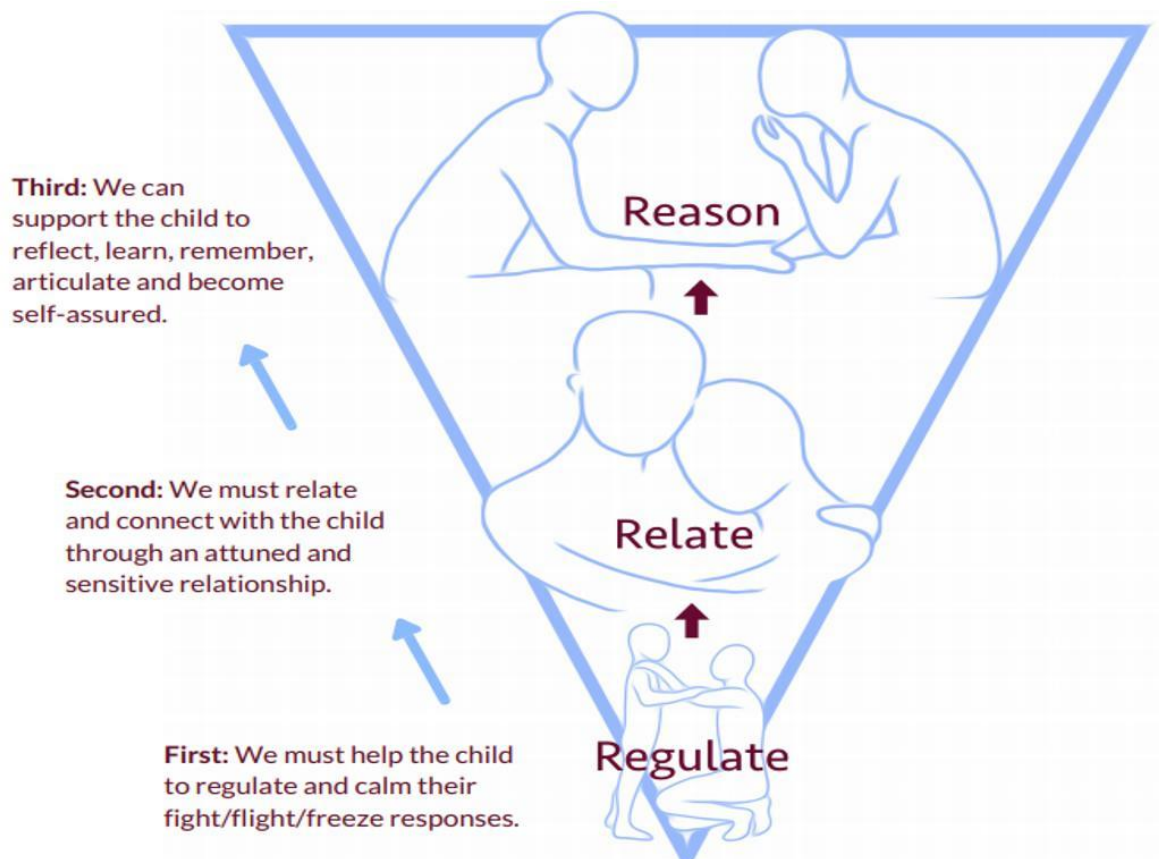 Third: We can
support the child to
reflect, learn, remember,
articulate and become
self-assured.
Reason
Second: We must relate
and connect with the child
through an attuned and
sensitive relationship.
Relate
First: We must help the child
to regulate and calm their
fight/flight/freeze responses.
Regulate